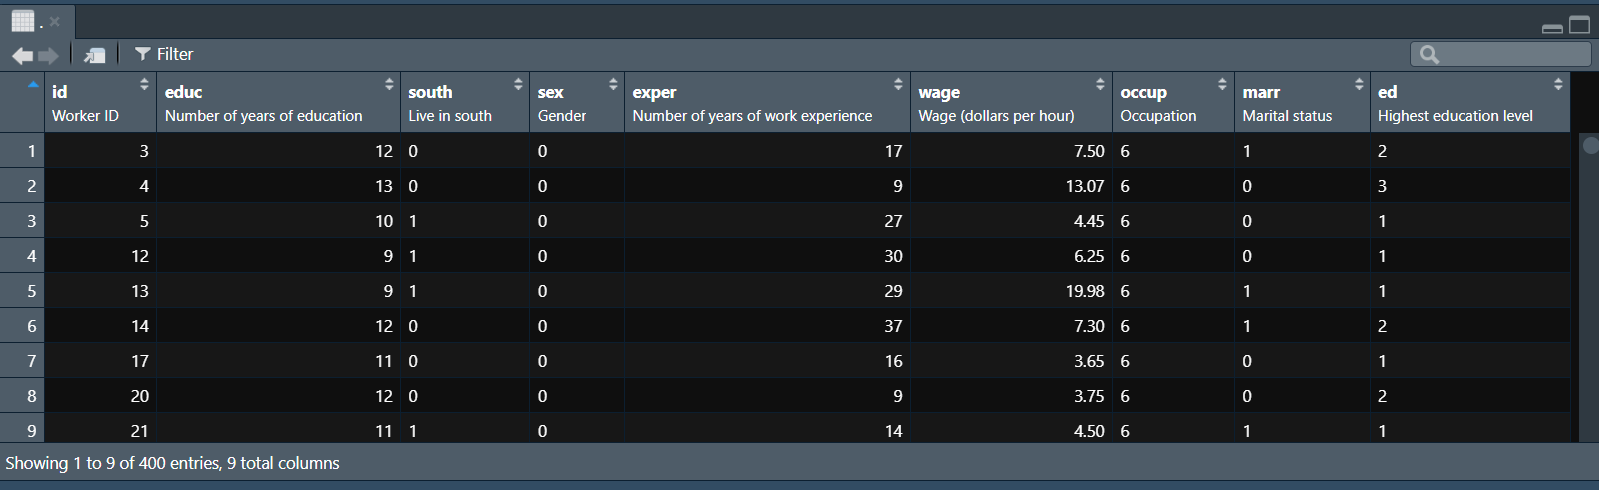 .
Filter
id educ south sex exper wage occup marr ed
Worker ID Number of years of education Live in south Gender Number of years of work experience Wage (dollars per hour) Occupation Marital status Highest education level
1 3 12 0 0 17 7.50 6 1 2
2 4 13 0 0 9 13.07 6 0 3
3 5 10 1 0 27 4.45 6 0 1
4 12 9 1 0 30 6.25 6 0 1
5 13 9 1 0 29 19.98 6 1 1
6 14 12 0 0 37 7.30 6 1 2
7 17 11 0 0 16 3.65 6 0 1
8 20 12 0 0 9 3.75 6 0 2
9 21 11 1 0 14 4.50 6 1 1
Showing 1 to 9 of 400 entries, 9 total columns